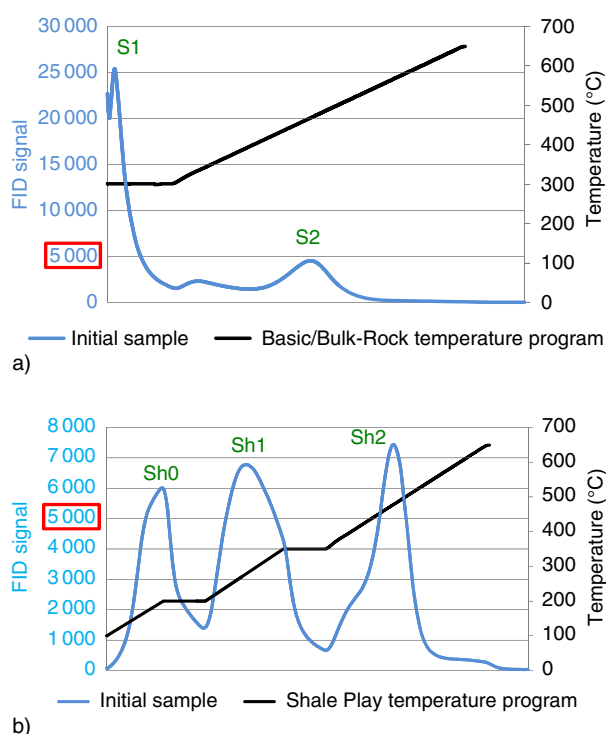 30 000
25 000
20 000
15 000
10 000
5 000
0
FID signal
S1
S2
700
600
500
400
300
200
100
0
Temperature (°C)
Initial sample
Basic/Bulk-Rock temperature program
a)
8 000
7 000
6 000
5 000
4 000
3 000
2 000
1 000
0
FID signal
Sh0
Sh1
Sh2
700
600
500
400
300
200
100
0
Temperature (°C)
Initial sample
Shale Play temperature program
b)